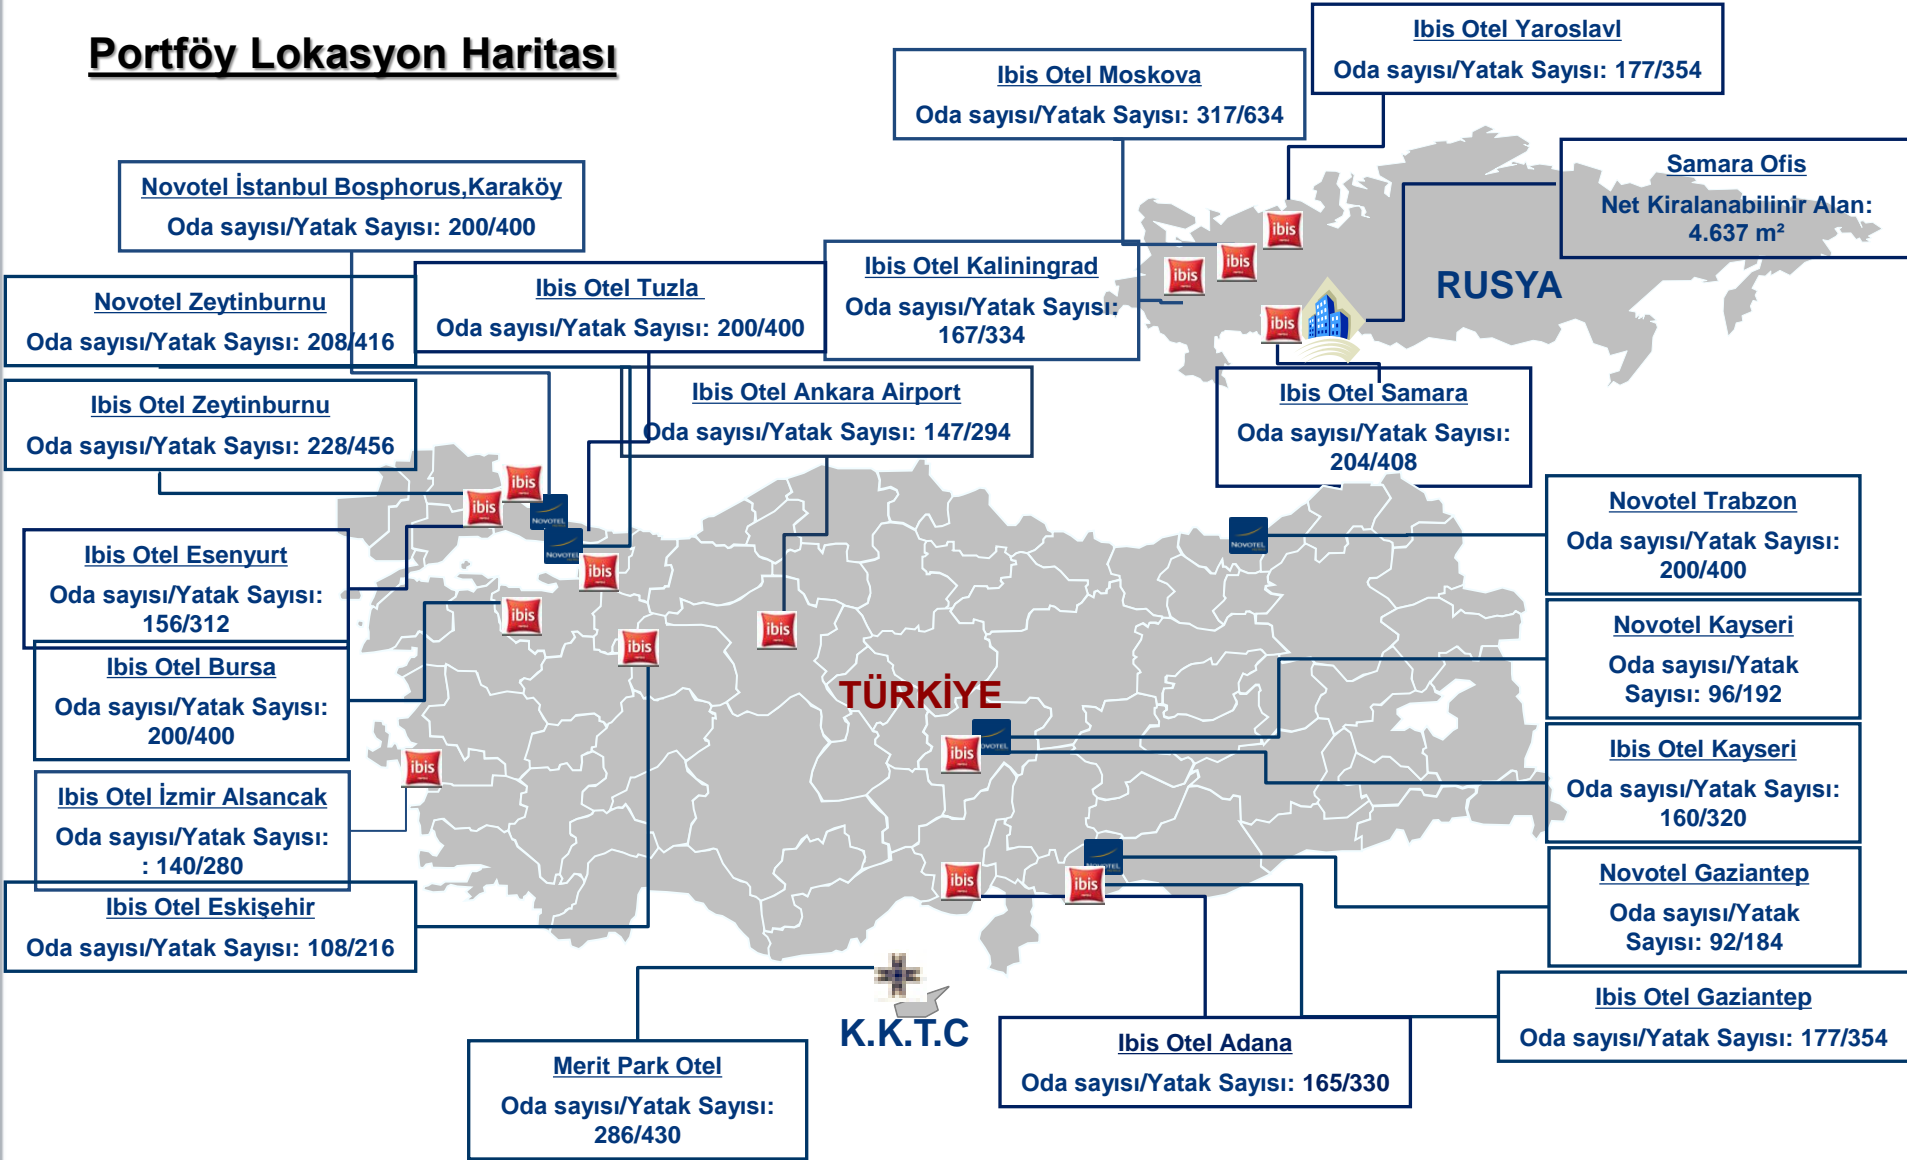 Portföy Lokasyon Haritası
Ibis Otel Yaroslavl
Oda sayısı/Yatak Sayısı: 177/354
Ibis Otel Moskova
Oda sayısı/Yatak Sayısı: 317/634
Samara Ofis
Net Kiralanabilinir Alan:
4.637 m²
Novotel İstanbul Bosphorus,Karaköy
Oda sayısı/Yatak Sayısı: 200/400
Ibis Otel Kaliningrad
Oda sayısı/Yatak Sayısı:
167/334
Ibis Otel Tuzla
Oda sayısı/Yatak Sayısı: 200/400
Novotel Zeytinburnu
Oda sayısı/Yatak Sayısı: 208/416
RUSYA
ibis
ibis
ibis
ibis
Ibis Otel Zeytinburnu
Oda sayısı/Yatak Sayısı: 228/456
Ibis Otel Ankara Airport
Oda sayısı/Yatak Sayısı: 147/294
Ibis Otel Samara
Oda sayısı/Yatak Sayısı:
204/408
ibis
ibis
NOVOTEL
NOVOTEL
ibis
NOVOTEL
Novotel Trabzon
Oda sayısı/Yatak Sayısı:
200/400
Ibis Otel Esenyurt
Oda sayısı/Yatak Sayısı:
156/312
ibis
ibis
ibis
Novotel Kayseri
Oda sayısı/Yatak
Sayısı: 96/192
Ibis Otel Bursa
Oda sayısı/Yatak Sayısı:
200/400
TÜRKİYE
ibis
NOVOTEL
ibis
Ibis Otel Kayseri
Oda sayısı/Yatak Sayısı:
160/320
Ibis Otel İzmir Alsancak
Oda sayısı/Yatak Sayısı:
: 140/280
NOVOTEL
ibis
ibis
Novotel Gaziantep
Oda sayısı/Yatak
Sayısı: 92/184
Ibis Otel Eskişehir
Oda sayısı/Yatak Sayısı: 108/216
K.K.T.C
Ibis Otel Gaziantep
Oda sayısı/Yatak Sayısı: 177/354
Ibis Otel Adana
Oda sayısı/Yatak Sayısı: 165/330
Merit Park Otel
Oda sayısı/Yatak Sayısı:
286/430